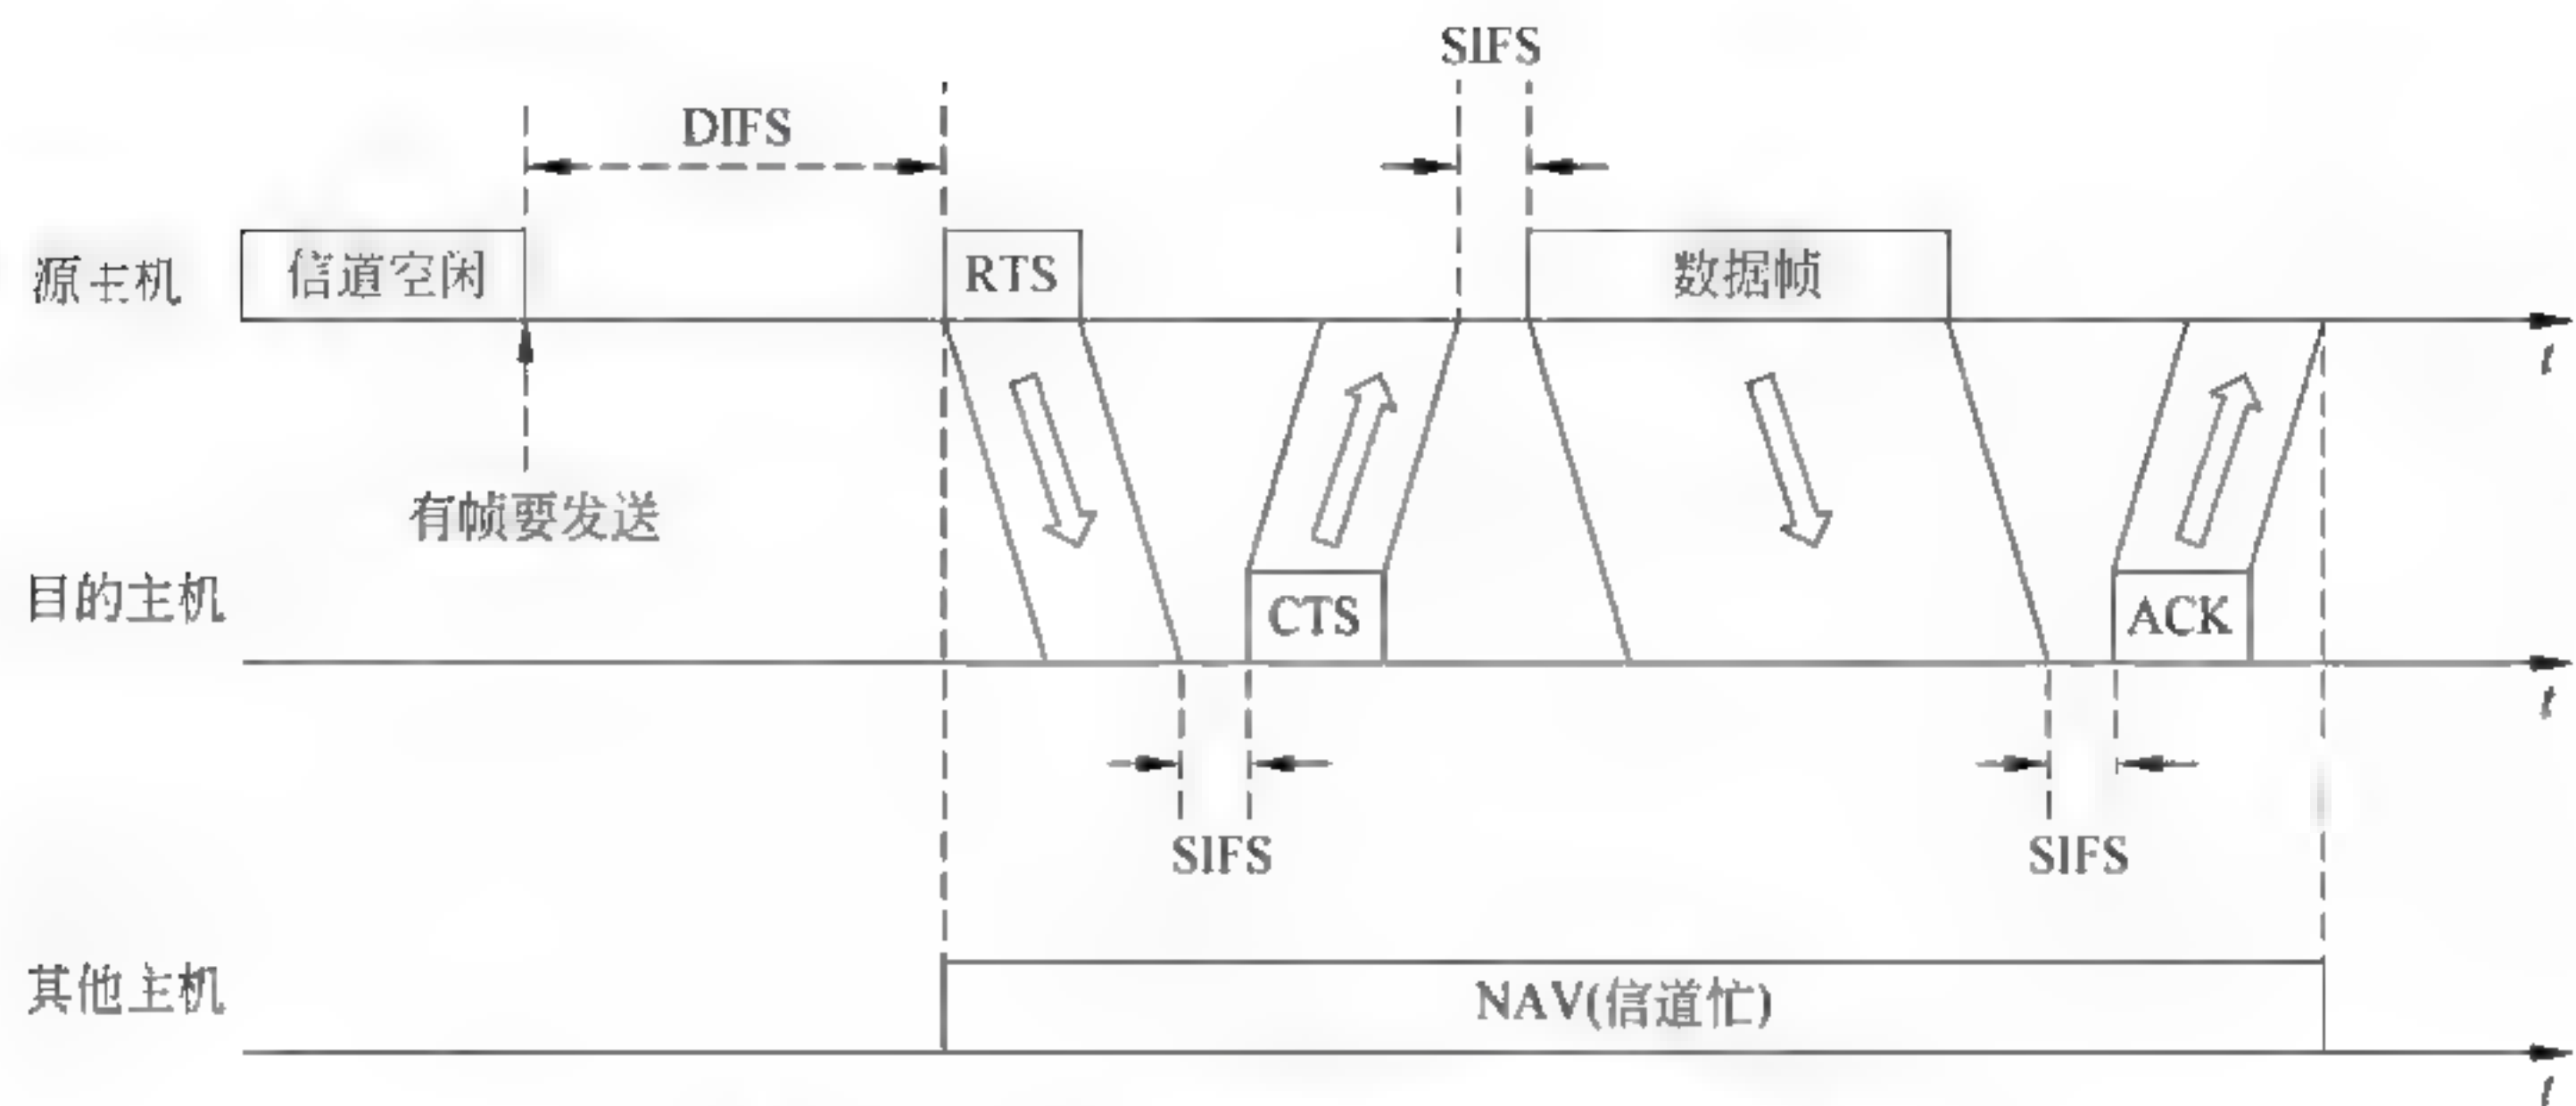 SIFS
DIFS
源主机
信道空闲
RTS
数据帧
t
有帧要发送
目的主机
CTS
ACK
t
SIFS
SIFS
其他主机
NAV(信道忙)
t